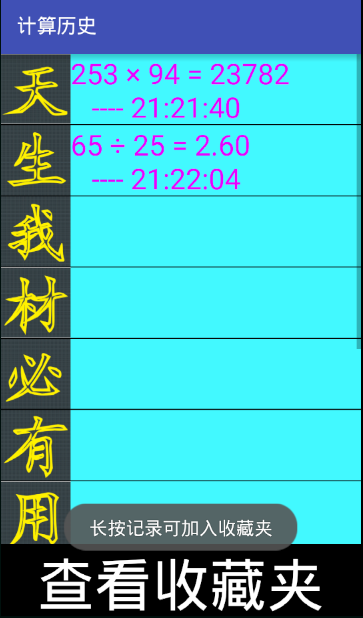 计算历史
天
253 × 94 = 23782
---- 21:21:40
生
65 ÷ 25 = 2.60
---- 21:22:04
我
材
必
有
用
长按记录可加入收藏夹
查看收藏夹